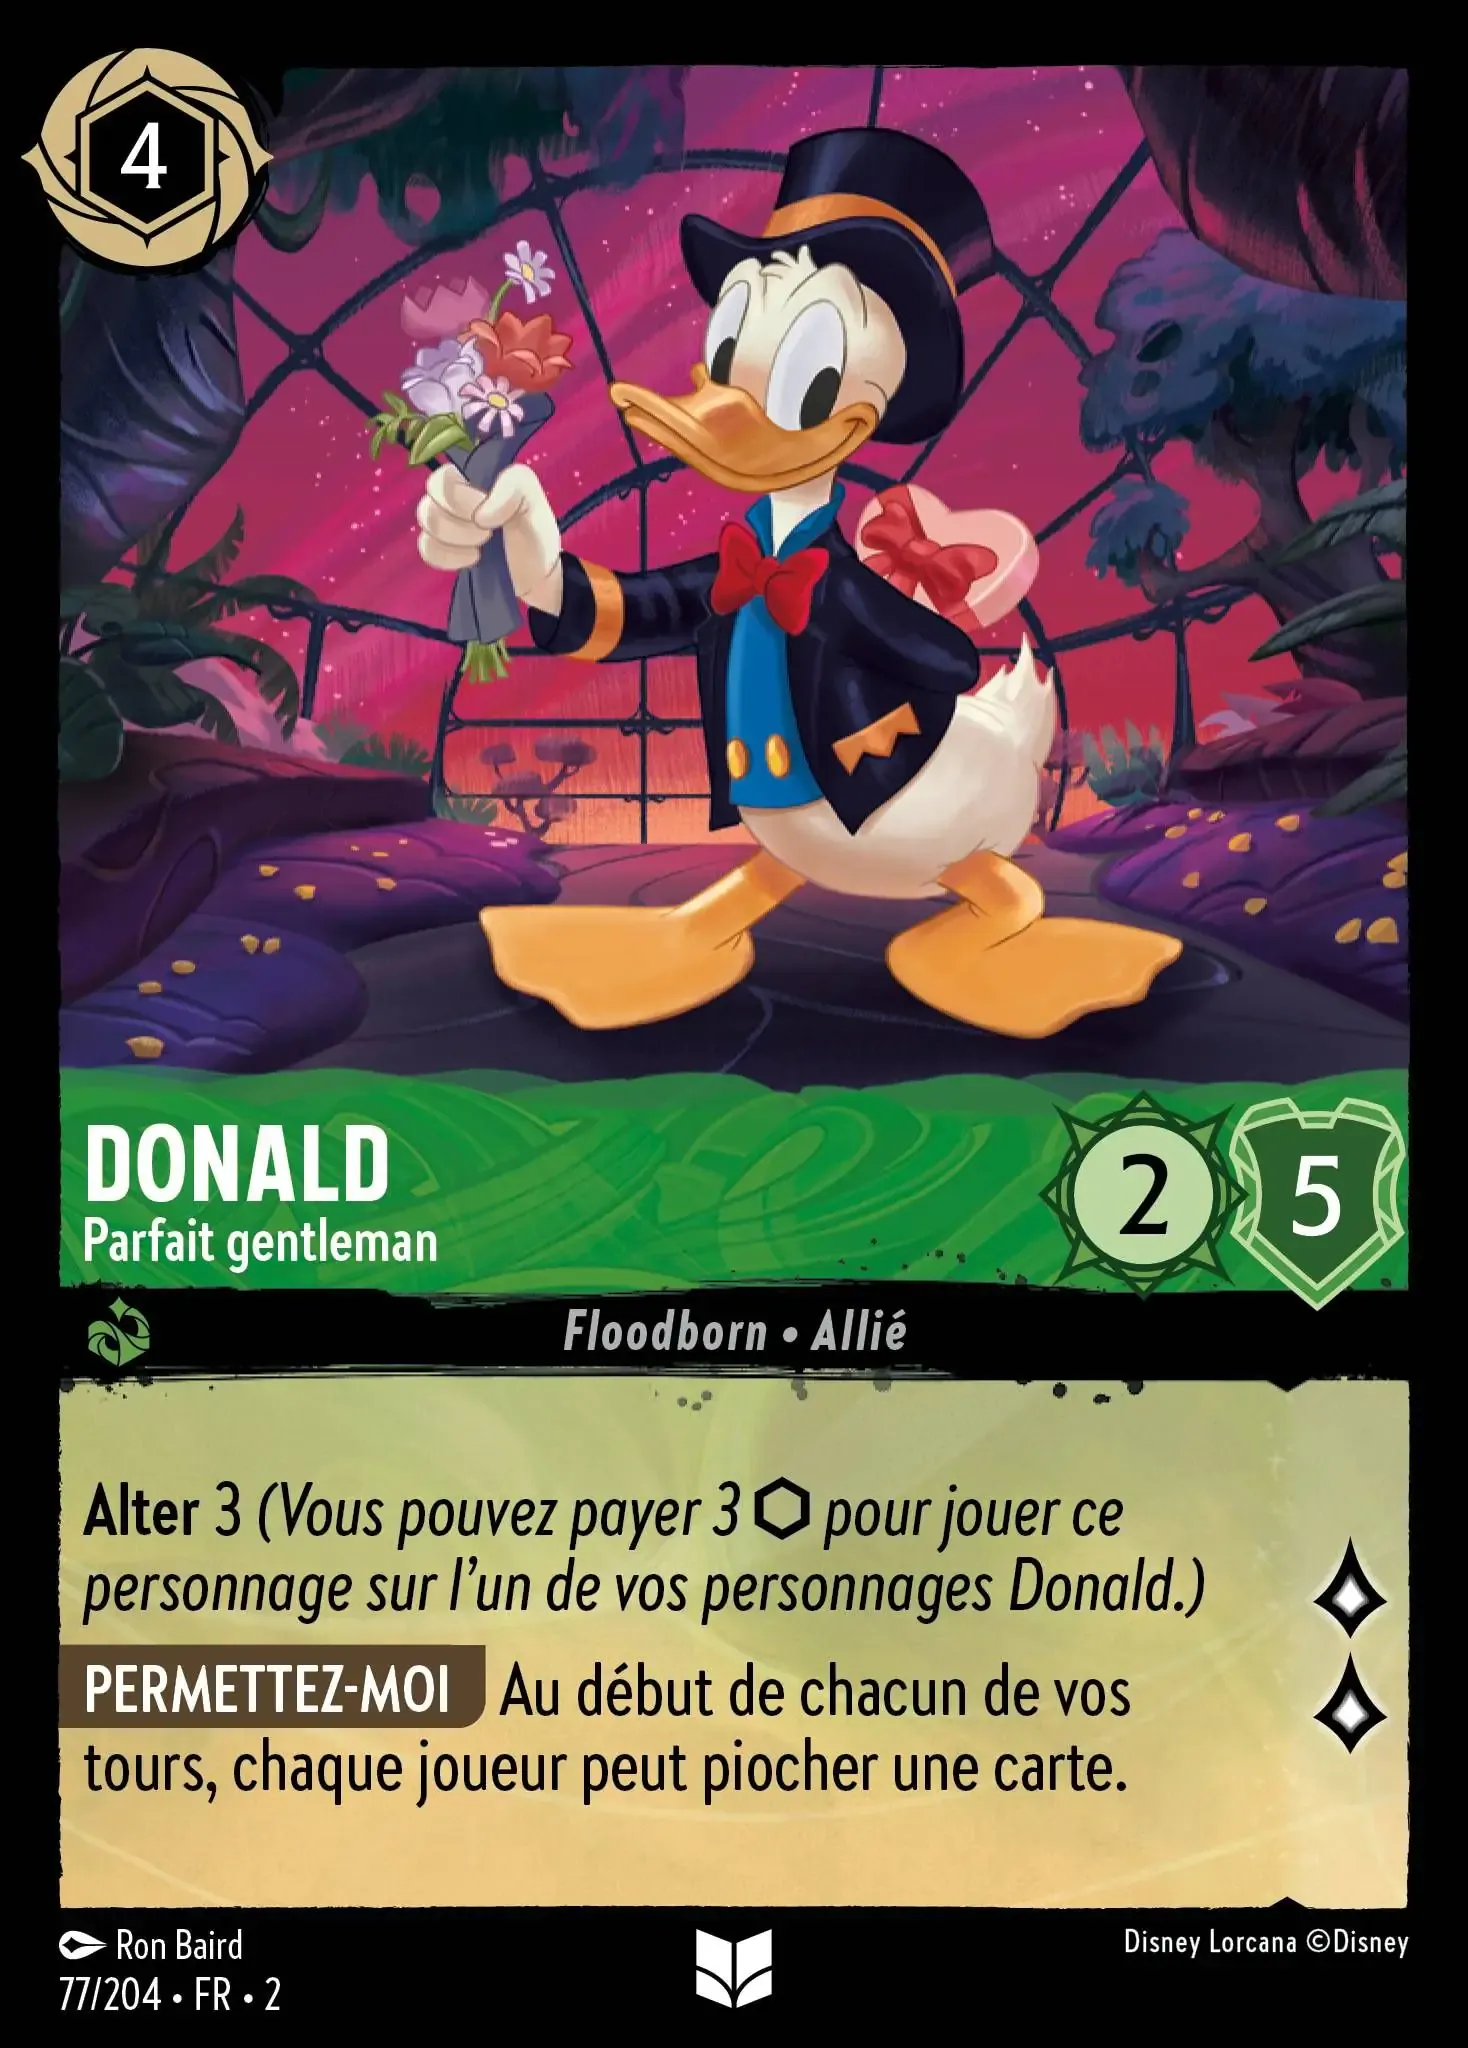 4
DONALD
Parfait gentleman
2
5
Floodborn • Allié
Alter 3 (Vous pouvez payer 3 ⬡ pour jouer ce
personnage sur l’un de vos personnages Donald.)
PERMETTEZ-MOI Au début de chacun de vos
tours, chaque joueur peut piocher une carte.
Ron Baird
77/204 • FR • 2
Disney Lorcana ©Disney